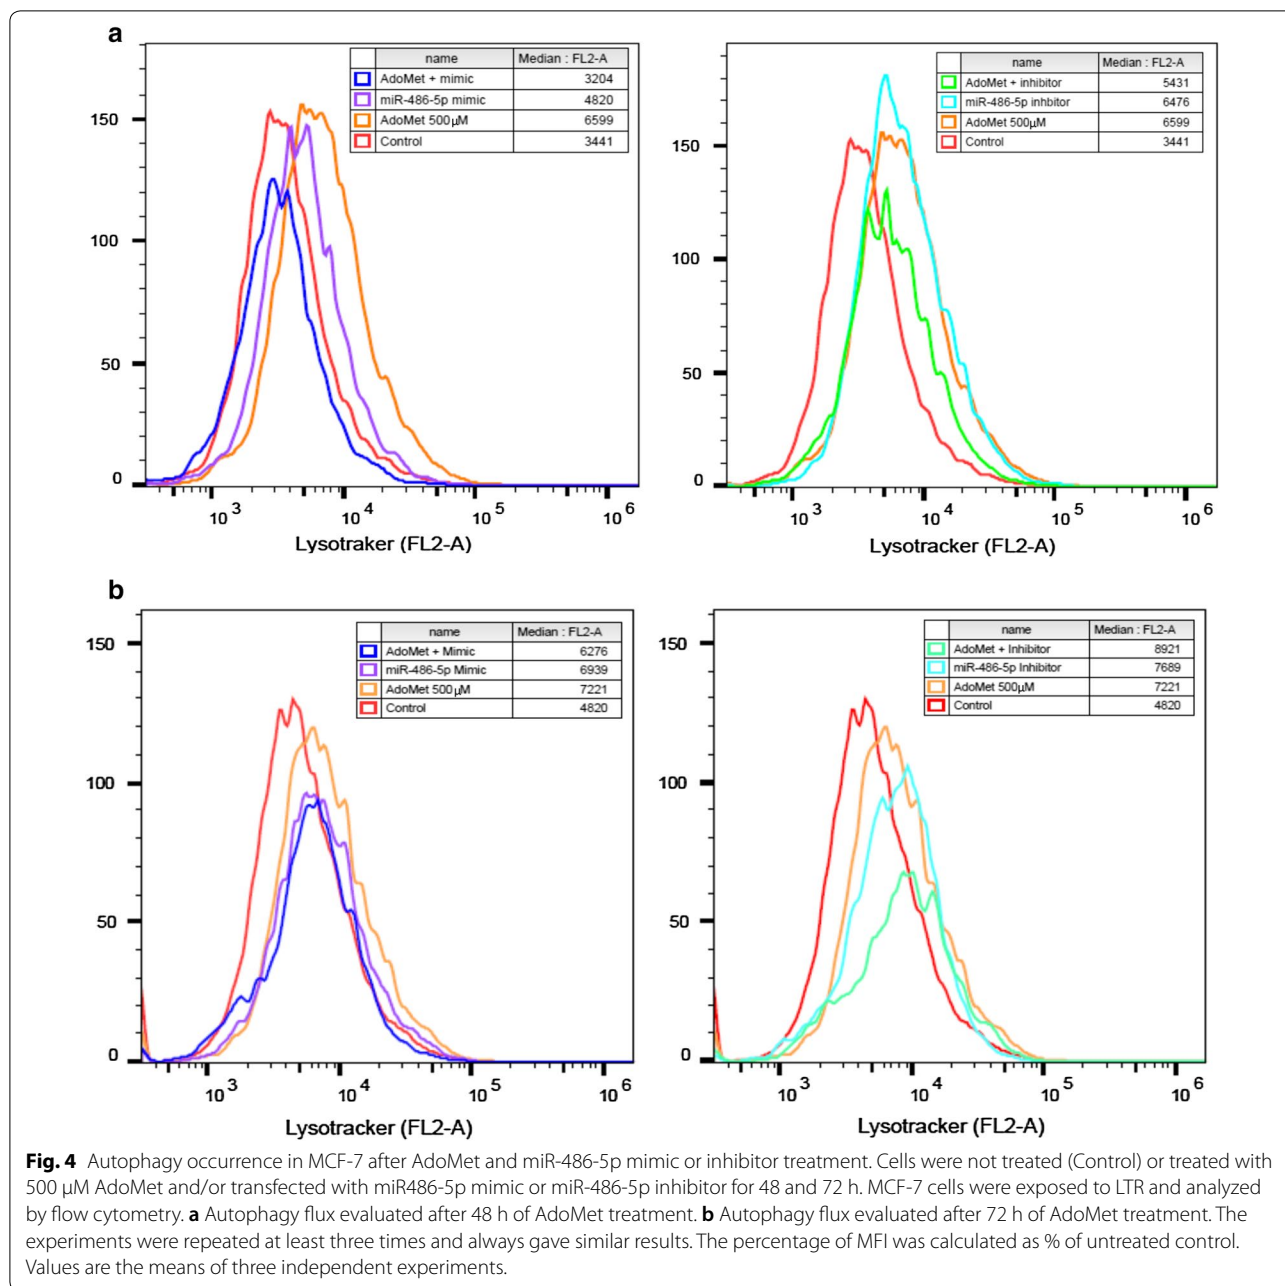 a
name Median : FL2-A
AdoMet + mimic 3204
miR-486-5p mimic 4820
AdoMet 500µM 6599
Control 3441
150
100
50
0
10 3 10 4 10 5 10 6
Lysotraker (FL2-A)
name Median : FL2-A
AdoMet + inhibitor 5431
miR-486-5p inhbitor 6476
AdoMet 500µM 6599
Control 3441
150
100
50
0
10 3 10 4 10 5 10 6
Lysotracker (FL2-A)
b
name Median : FL2-A
AdoMet + Mimic 6276
miR-486-5p Mimic 6939
AdoMet 500µM 7221
Control 4820
150
100
50
0
10 3 10 4 10 5 10 6
Lysotracker (FL2-A)
name Median : FL2-A
AdoMet + Inhibitor 8921
miR-486-5p Inhibitor 7689
AdoMet 500µM 7221
Control 4820
150
100
50
0
10 3 10 4 10 5 10 6
Lysotracker (FL2-A)
Fig. 4 Autophagy occurrence in MCF-7 after AdoMet and miR-486-5p mimic or inhibitor treatment. Cells were not treated (Control) or treated with
500 µM AdoMet and/or transfected with miR486-5p mimic or miR-486-5p inhibitor for 48 and 72 h. MCF-7 cells were exposed to LTR and analyzed
by flow cytometry. a Autophagy flux evaluated after 48 h of AdoMet treatment. b Autophagy flux evaluated after 72 h of AdoMet treatment. The
experiments were repeated at least three times and always gave similar results. The percentage of MFI was calculated as % of untreated control.
Values are the means of three independent experiments.